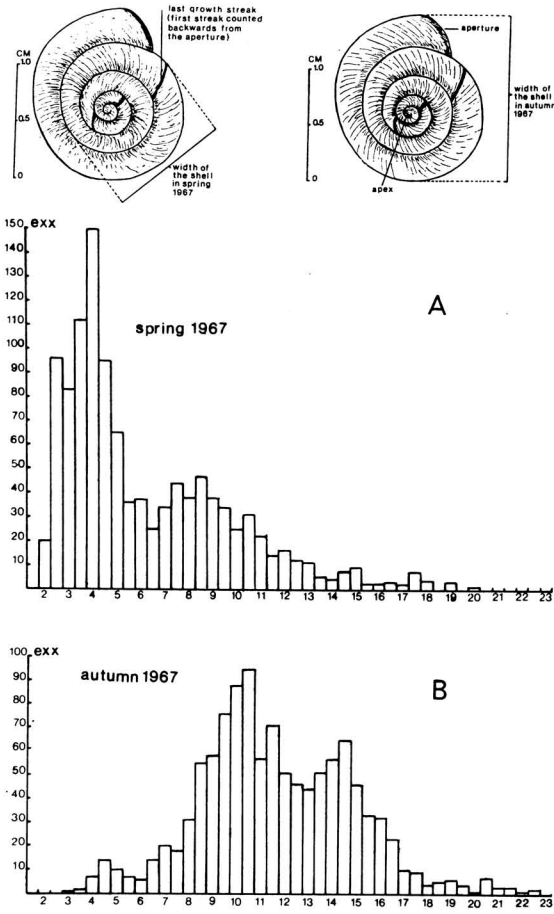 last growth streak
(first streak counted
backwards from
the aperture)
CM
1.0
0.5
0
width of
the shell
in spring
1967
aperture
CM
1.0
0.5
0
width of
the shell
in autumn
1967
apex
150 exx
140
130
120
110
100
90
80
70
60
50
40
30
20
10
A
spring 1967
2 3 4 5 6 7 8 9 10 11 12 13 14 15 16 17 18 19 20 21 22 23
100 exx
90
80
70
60
50
40
30
20
10
autumn 1967
B
2 3 4 5 6 7 8 9 10 11 12 13 14 15 16 17 18 19 20 21 22 23